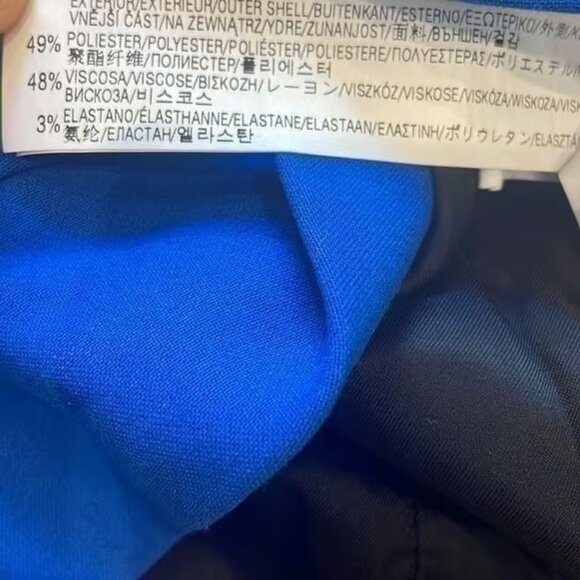 EXTERIOR/EXTÉRIEUR/OUTER SHELL/BUITENKANT/ESTERNO/ΕΞΩΤΕΡΙΚΟ/外側/
VNĚJŠÍ ČÁST/NA ZEWNĄTRZ/YDRE/ZUNANJOST/面料/ВЪНШЕН/겉감
49% POLIESTER/POLYESTER/POLIÉSTER/POLIESTERE/ΠΟΛΥΕΣΤΕΡΑΣ/ポリエステル/
聚酯纤维/ПОЛИЕСТЕР/폴리에스터
48% VISCOSA/VISCOSE/ΒΙΣΚΟΖΗ/レーヨン/VISZKÓZ/VISKOSE/VISKÓZA/WISKOZA/
ВИСКОЗА/비스코스
3% ELASTANO/ÉLASTHANNE/ELASTANE/ELASTAAN/ΕΛΑΣΤΙΝΗ/ポリウレタン/
氨纶/ЕЛАСТАН/엘라스탄